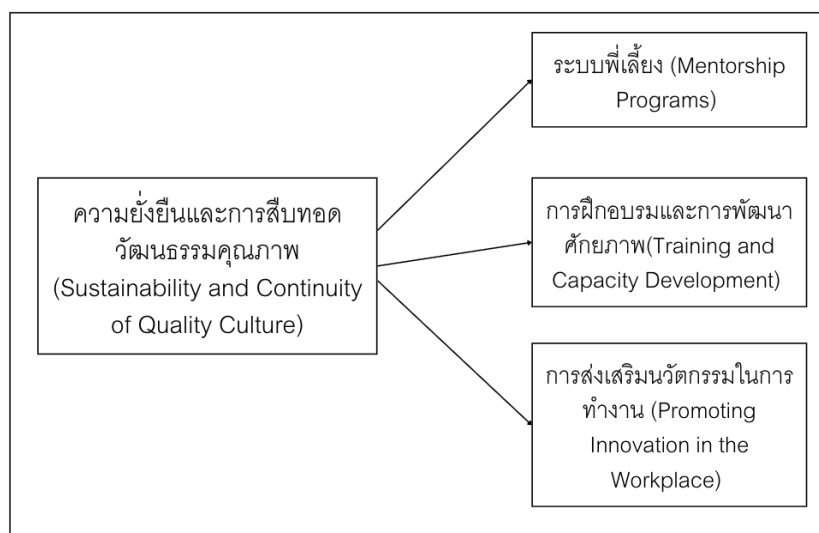 ความยั่งยืนและการสืบทอด
วัฒนธรรมคุณภาพ
(Sustainability and Continuity
of Quality Culture)
ระบบพี่เลี้ยง (Mentorship
Programs)
การฝึกอบรมและการพัฒนา
ศักยภาพ(Training and
Capacity Development)
การส่งเสริมนวัตกรรมในการ
ทำงาน (Promoting
Innovation in the
Workplace)